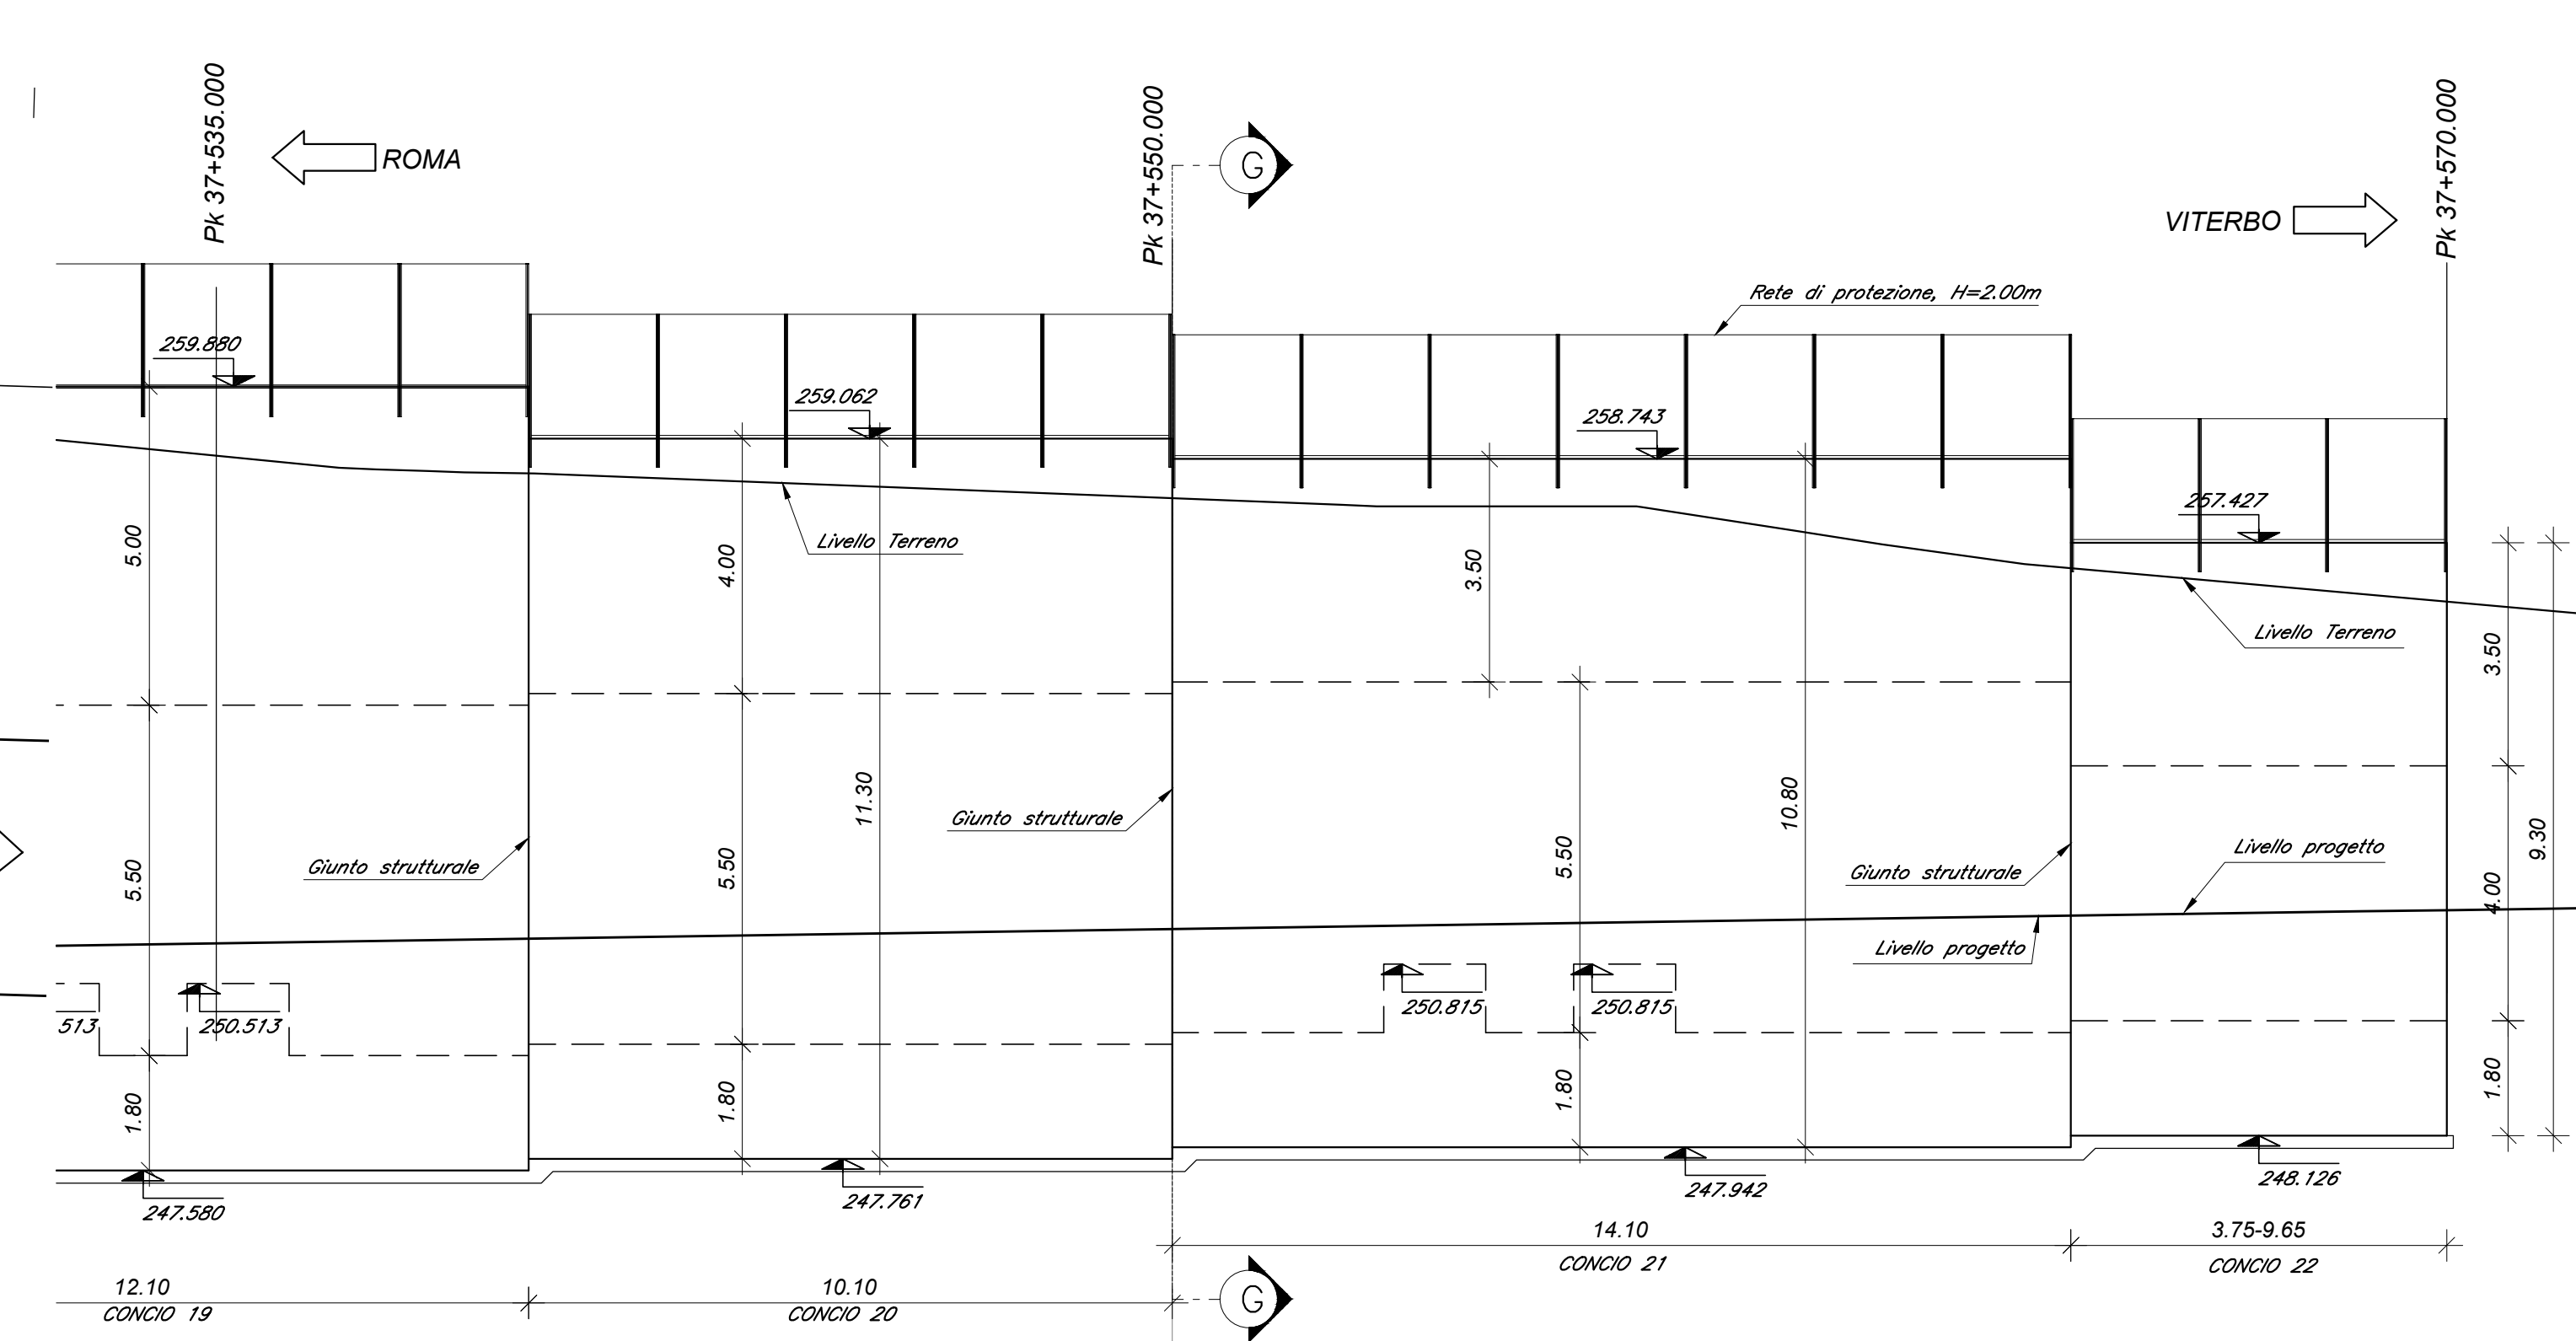 Pk 37+535.000
ROMA
Pk 37+550.000
G
VITERBO
Pk 37+570.000
Rete di protezione, H=2.00m
259.880
259.062
258.743
257.427
5.00
4.00
Livello Terreno
3.50
Livello Terreno
3.50
5.50
Giunto strutturale
5.50
11.30
Giunto strutturale
5.50
10.80
Giunto strutturale
Livello progetto
Livello progetto
4.00
9.30
513
250.513
250.815
250.815
1.80
1.80
1.80
1.80
247.580
247.761
247.942
248.126
14.10
CONCIO 21
3.75-9.65
CONCIO 22
12.10
CONCIO 19
10.10
CONCIO 20
G